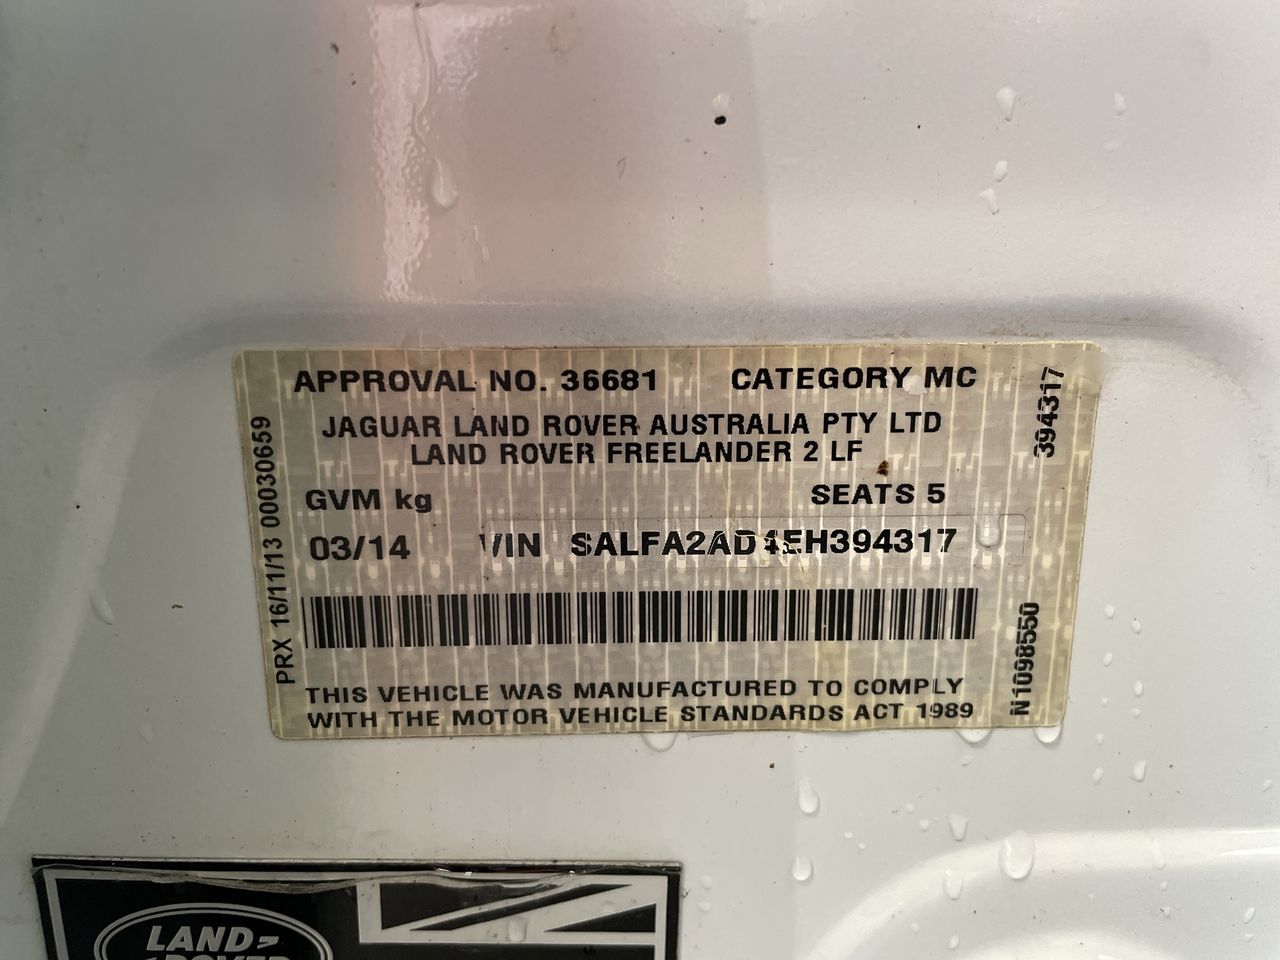 APPROVAL NO. 36681 CATEGORY MC
JAGUAR LAND ROVER AUSTRALIA PTY LTD
LAND ROVER FREELANDER 2 LF
GVM kg SEATS 5
03/14 VIN SALFA2AD4EH394317
THIS VEHICLE WAS MANUFACTURED TO COMPLY
WITH THE MOTOR VEHICLE STANDARDS ACT 1989
PRX 16/11/13 00030659
394317
N1098550
LAND
ROVER